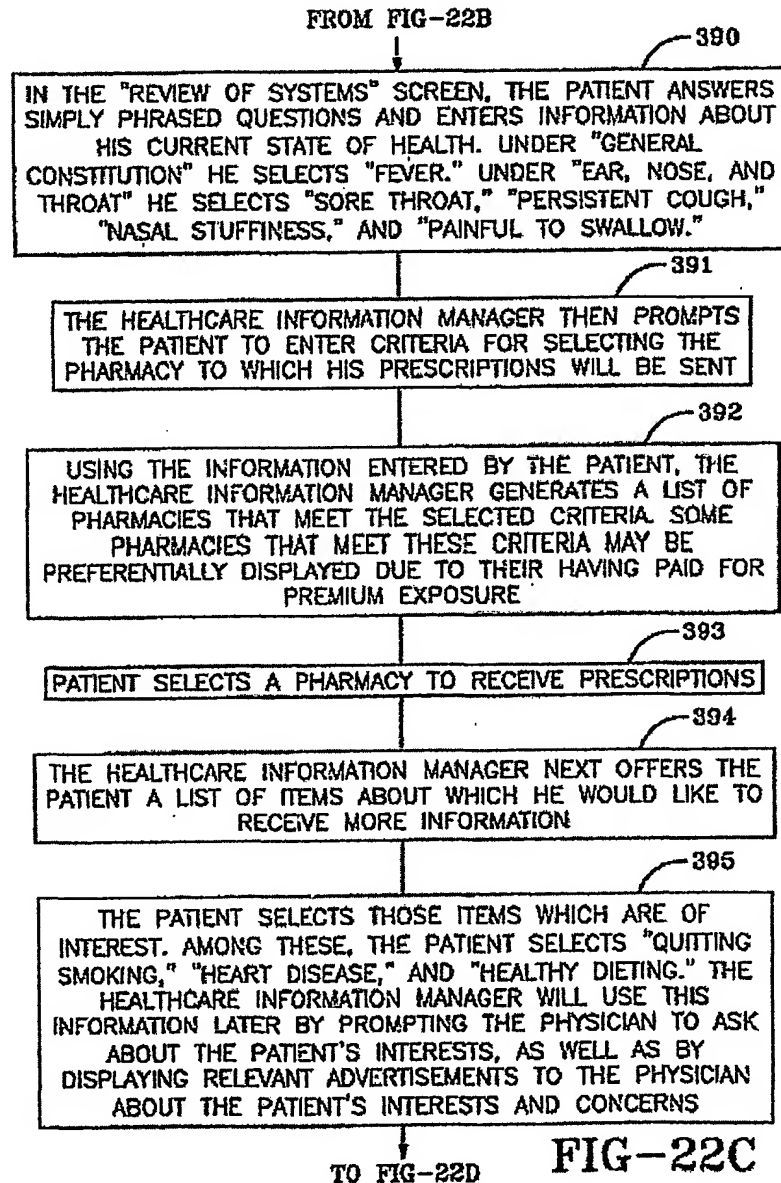 FROM FIG-22B
390
IN THE "REVIEW OF SYSTEMS" SCREEN, THE PATIENT ANSWERS
SIMPLY PHRASED QUESTIONS AND ENTERS INFORMATION ABOUT
HIS CURRENT STATE OF HEALTH. UNDER "GENERAL
CONSTITUTION" HE SELECTS "FEVER." UNDER "EAR, NOSE, AND
THROAT" HE SELECTS "SORE THROAT," "PERSISTENT COUGH,"
"NASAL STUFFINESS," AND "PAINFUL TO SWALLOW."
391
THE HEALTHCARE INFORMATION MANAGER THEN PROMPTS
THE PATIENT TO ENTER CRITERIA FOR SELECTING THE
PHARMACY TO WHICH HIS PRESCRIPTIONS WILL BE SENT
392
USING THE INFORMATION ENTERED BY THE PATIENT, THE
HEALTHCARE INFORMATION MANAGER GENERATES A LIST OF
PHARMACIES THAT MEET THE SELECTED CRITERIA. SOME
PHARMACIES THAT MEET THESE CRITERIA MAY BE
PREFERENTIALLY DISPLAYED DUE TO THEIR HAVING PAID FOR
PREMIUM EXPOSURE
393
PATIENT SELECTS A PHARMACY TO RECEIVE PRESCRIPTIONS
394
THE HEALTHCARE INFORMATION MANAGER NEXT OFFERS THE
PATIENT A LIST OF ITEMS ABOUT WHICH HE WOULD LIKE TO
RECEIVE MORE INFORMATION
395
THE PATIENT SELECTS THOSE ITEMS WHICH ARE OF
INTEREST. AMONG THESE, THE PATIENT SELECTS "QUITTING
SMOKING," "HEART DISEASE," AND "HEALTHY DIETING." THE
HEALTHCARE INFORMATION MANAGER WILL USE THIS
INFORMATION LATER BY PROMPTING THE PHYSICIAN TO ASK
ABOUT THE PATIENT'S INTERESTS, AS WELL AS BY
DISPLAYING RELEVANT ADVERTISEMENTS TO THE PHYSICIAN
ABOUT THE PATIENT'S INTERESTS AND CONCERNS
TO FIG-22D
FIG-22C